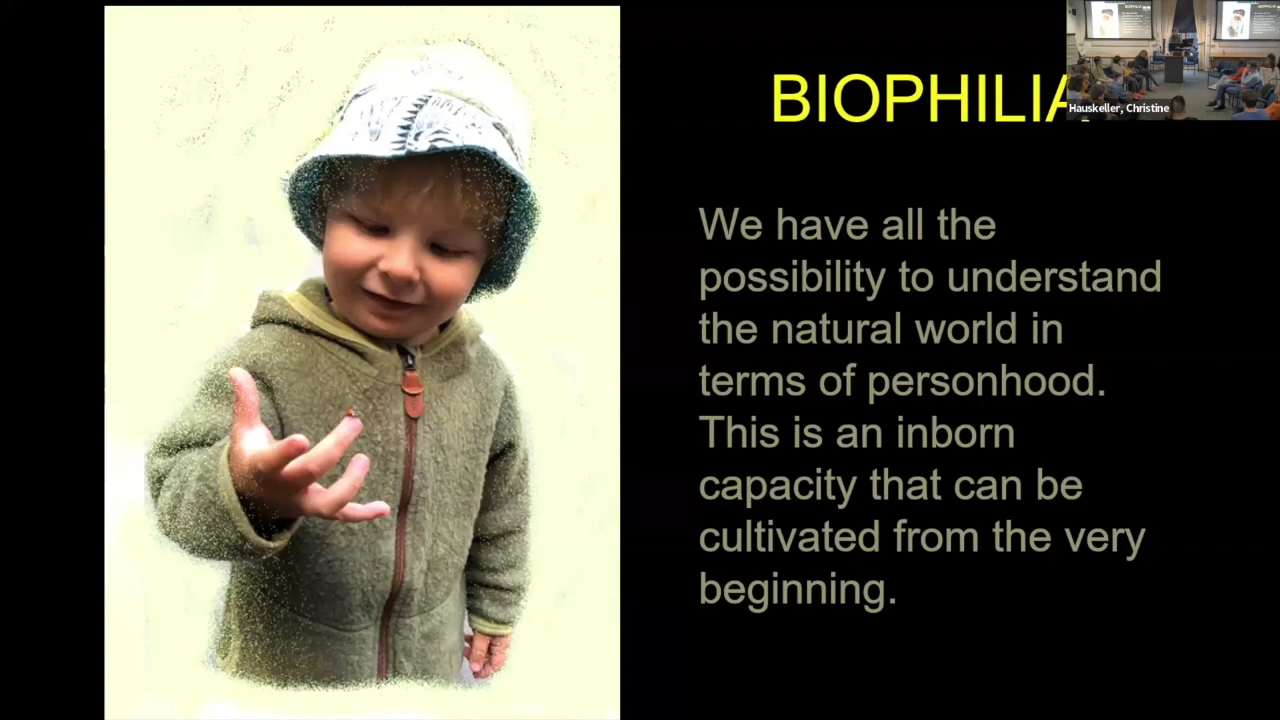 BIOPHILIA
Hauskeller, Christine
We have all the
possibility to understand
the natural world in
terms of personhood.
This is an inborn
capacity that can be
cultivated from the very
beginning.